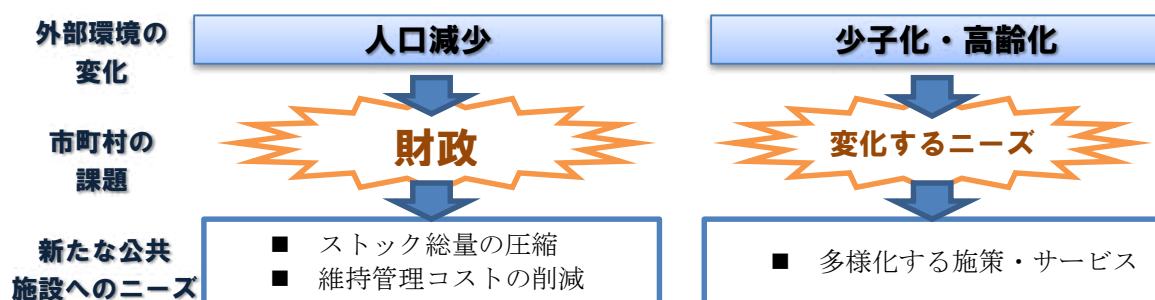 外部環境の
変化
人口減少
少子化・高齢化
市町村の
課題
財政
変化するニーズ
新たな公共
施設へのニーズ
■ ストック総量の圧縮
■ 維持管理コストの削減
■ 多様化する施策・サービス